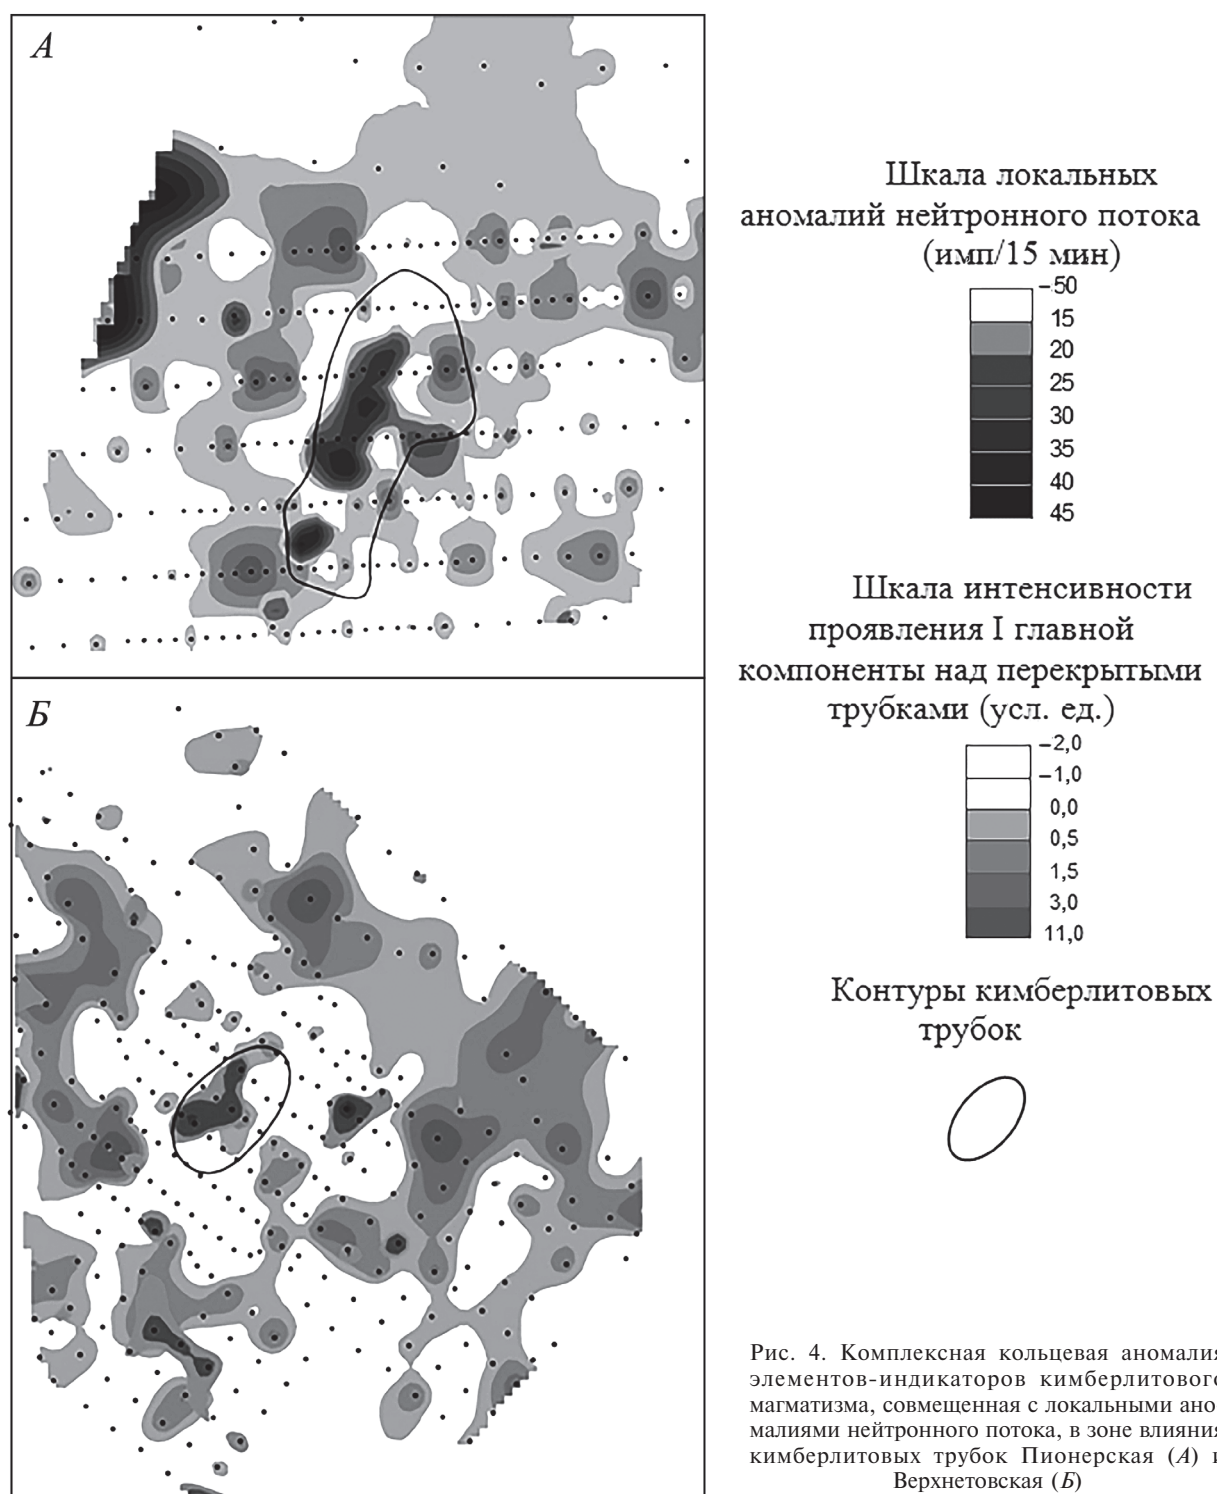 А
Шкала локальных
аномалий нейтронного потока
(имп/15 мин)
–50
15
20
25
30
35
40
45
Шкала интенсивности
проявления I главной
компоненты над перекрытыми
трубками (усл. ед.)
–2,0
–1,0
0,0
0,5
1,5
3,0
11,0
Контуры кимберлитовых
трубок
Б
Рис. 4. Комплексная кольцевая аномалия
элементов-индикаторов кимберлитового
магматизма, совмещенная с локальными ано
малиями нейтронного потока, в зоне влияния
кимберлитовых трубок Пионерская (А) и
Верхнетовская (Б)